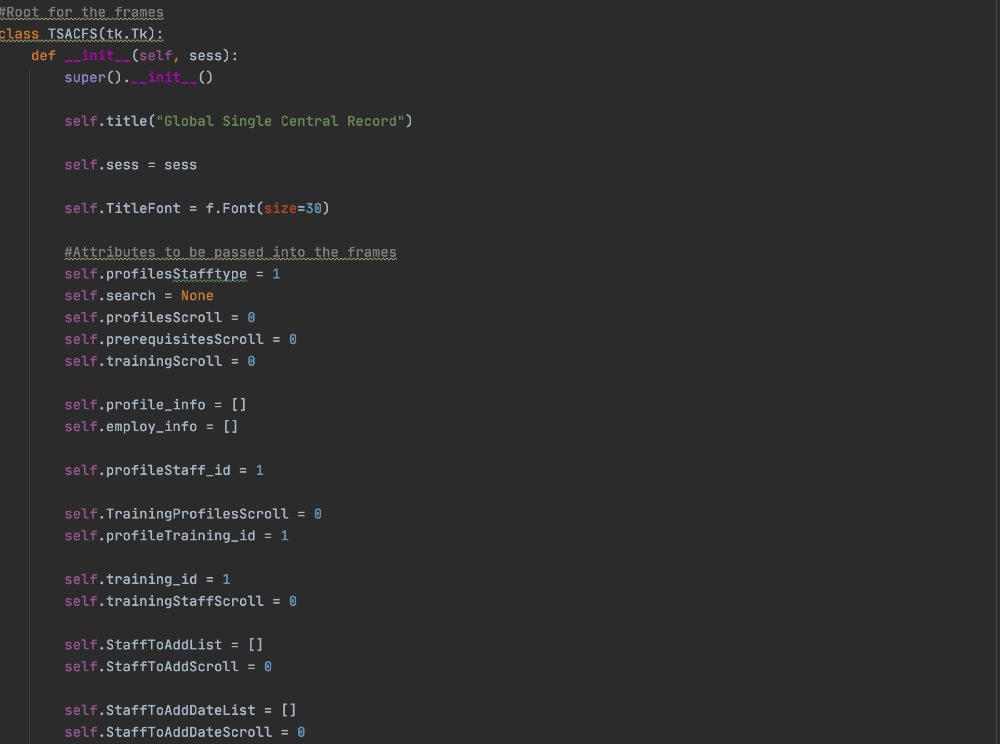 #Root for the frames
class TSACFS(tk.Tk):
    def __init__(self, sess):
        super().__init__()

        self.title("Global Single Central Record")

        self.sess = sess

        self.TitleFont = f.Font(size=30)

        #Attributes to be passed into the frames
        self.profilesStafftype = 1
        self.search = None
        self.profilesScroll = 0
        self.prerequisitesScroll = 0
        self.trainingScroll = 0

        self.profile_info = []
        self.employ_info = []

        self.profileStaff_id = 1

        self.TrainingProfilesScroll = 0
        self.profileTraining_id = 1

        self.training_id = 1
        self.trainingStaffScroll = 0

        self.StaffToAddList = []
        self.StaffToAddScroll = 0

        self.StaffToAddDateList = []
        self.StaffToAddDateScroll = 0